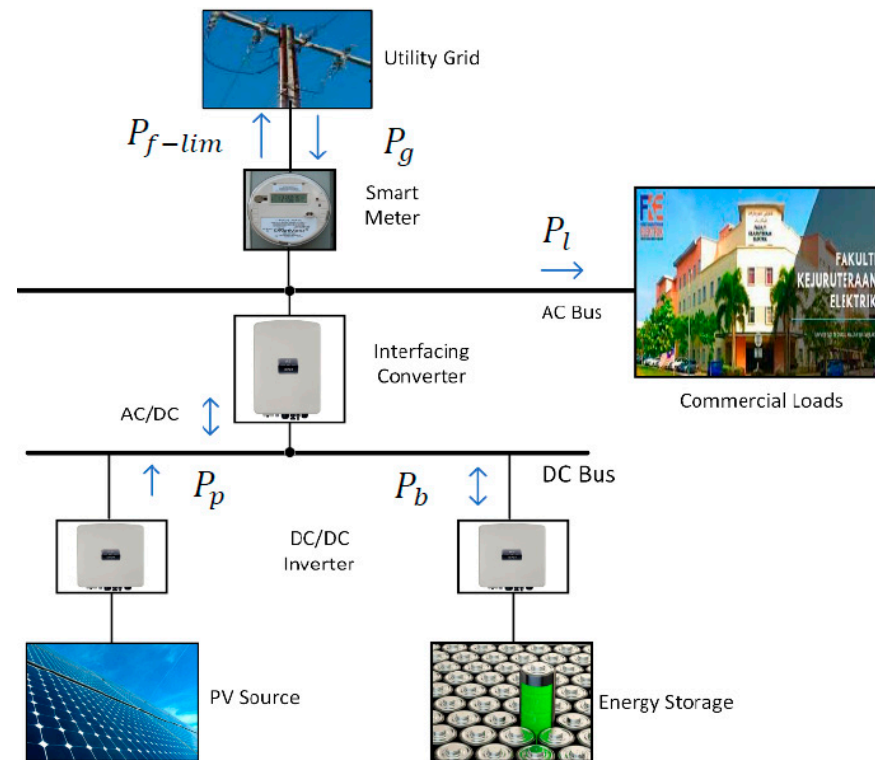 Utility Grid
P_{f-lim}
P_g
Smart
Meter
P_l
FAKULTI
KEJURUTERAAN
ELEKTRIK
AC Bus
Interfacing
Converter
Commercial Loads
AC/DC
P_p
P_b
DC Bus
DC/DC
Inverter
PV Source
Energy Storage